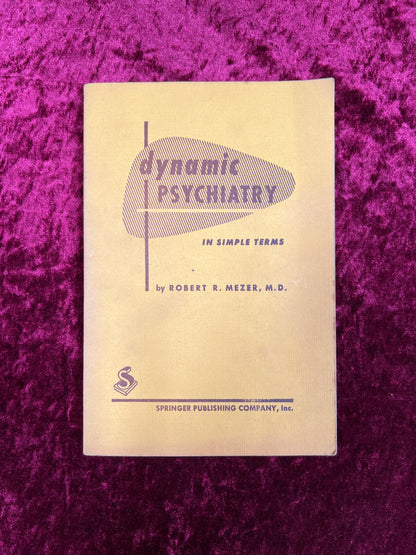 dynamic
PSYCHIATRY
IN SIMPLE TERMS
by ROBERT R. MEZER, M.D.
S
SPRINGER PUBLISHING COMPANY, Inc.